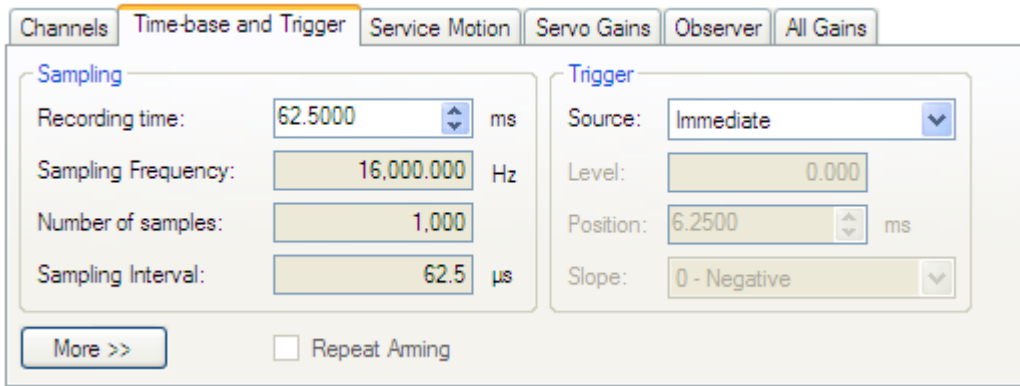 Channels Time-base and Trigger Service Motion Servo Gains Observer All Gains
Sampling
Recording time: 62.5000 ms
Sampling Frequency: 16,000.000 Hz
Number of samples: 1,000
Sampling Interval: 62.5 µs
Trigger
Source: Immediate
Level: 0.000
Position: 6.2500 ms
Slope: 0 - Negative
More >> Repeat Arming